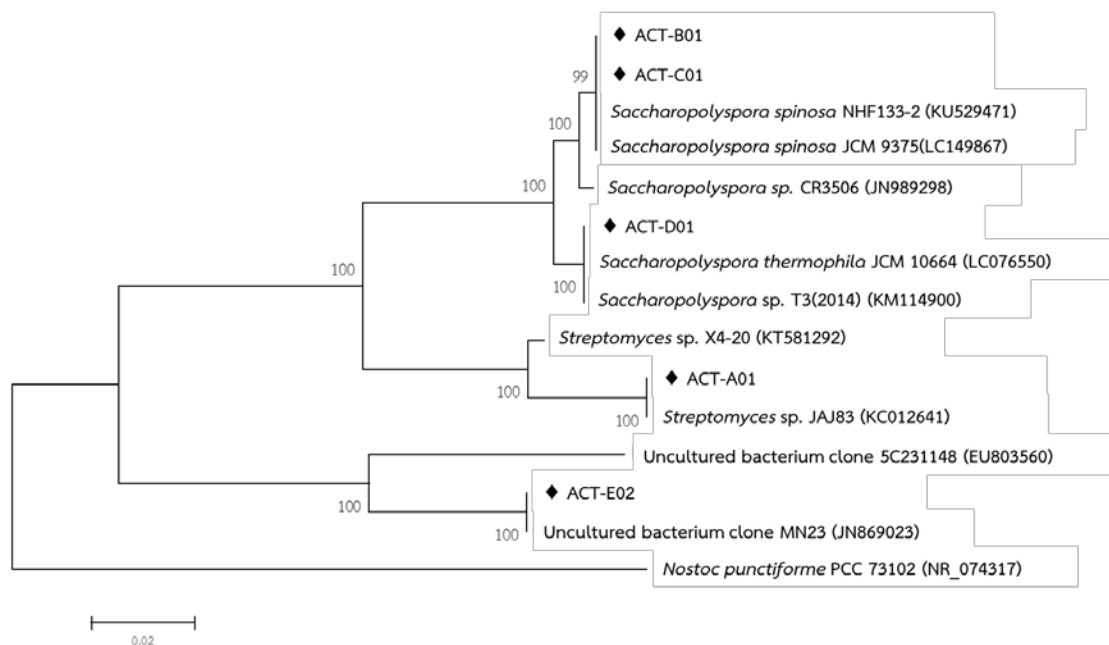 ACT-B01
99
ACT-C01
Saccharopolyspora spinosa NHF133-2 (KU529471)
100
Saccharopolyspora spinosa JCM 9375(LC149867)
100
Saccharopolyspora sp. CR3506 (JN989298)
ACT-D01
Saccharopolyspora thermophila JCM 10664 (LC076550)
100
100
Saccharopolyspora sp. T3(2014) (KM114900)
Streptomyces sp. X4-20 (KT581292)
ACT-A01
100
100
Streptomyces sp. JAJ83 (KC012641)
Uncultured bacterium clone 5C231148 (EU803560)
ACT-E02
100
100
Uncultured bacterium clone MN23 (JN869023)
Nostoc punctiforme PCC 73102 (NR_074317)
0.02